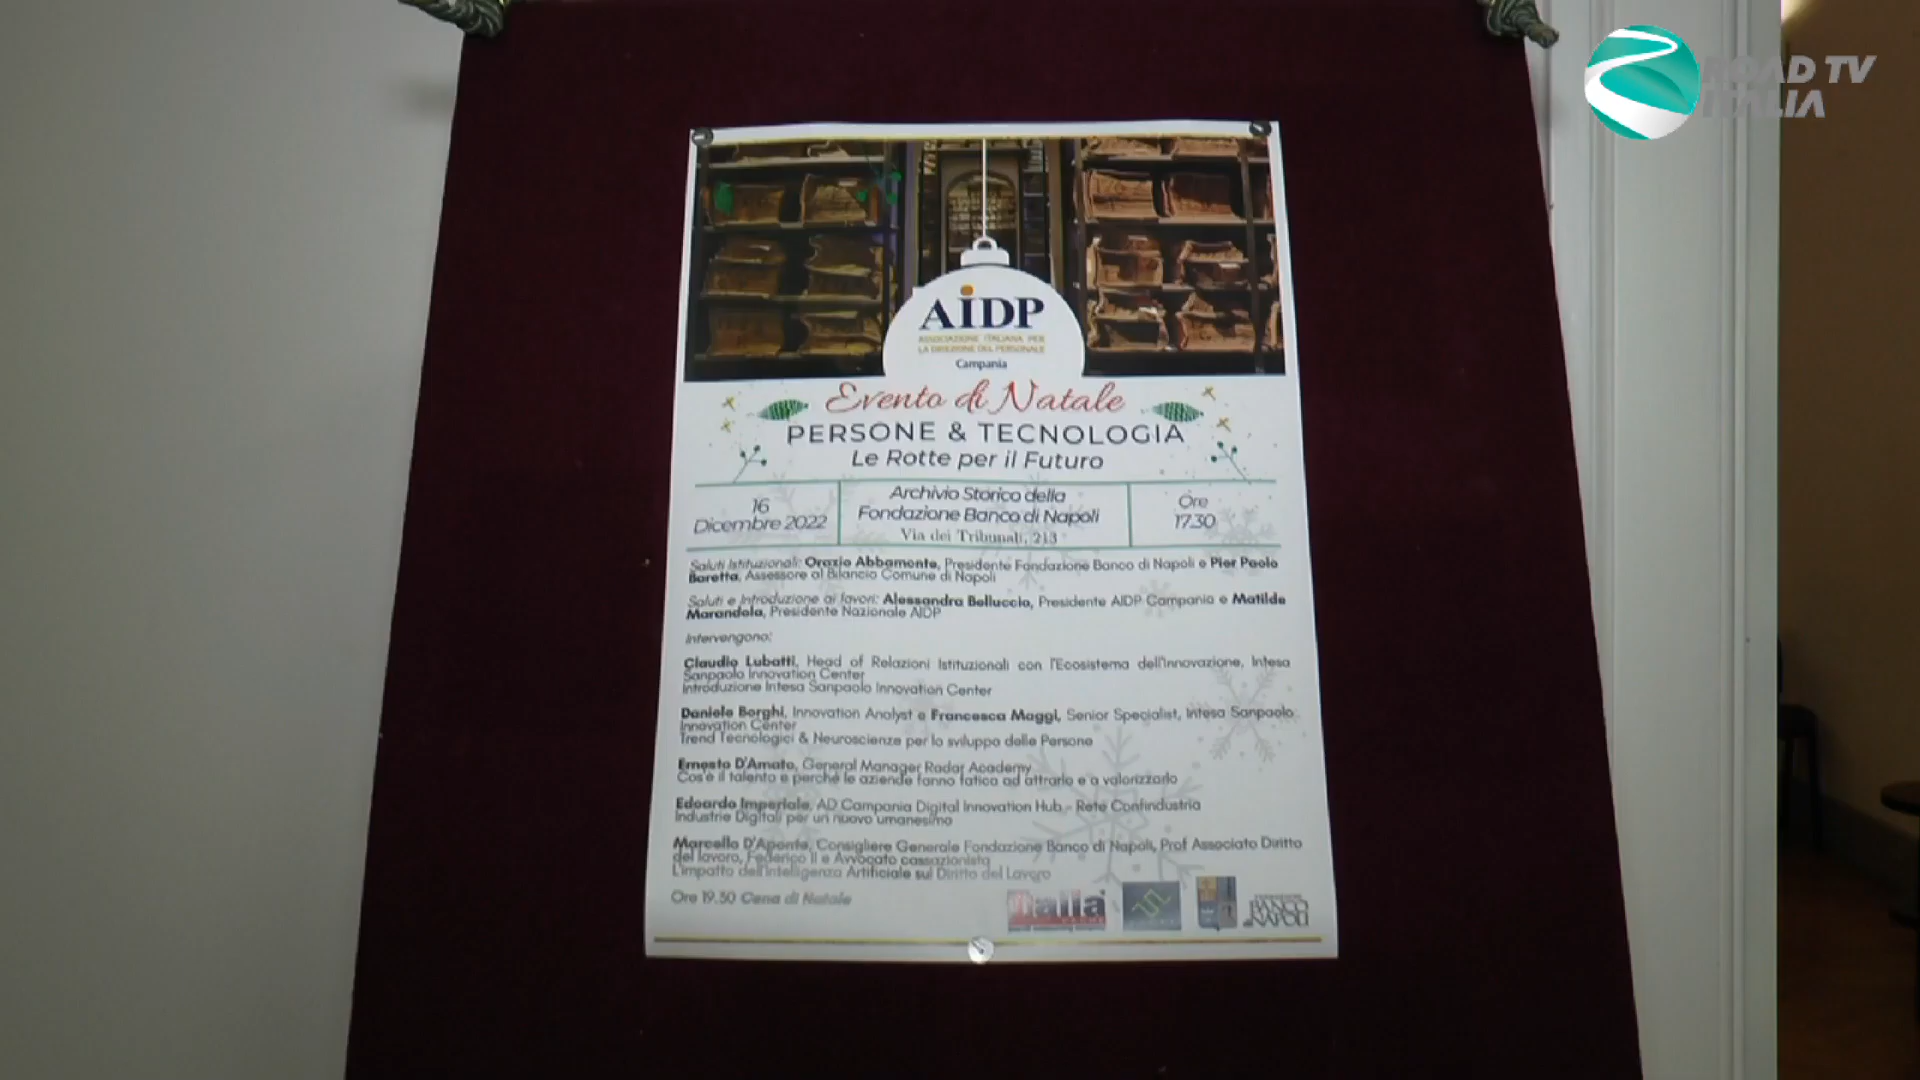 ROAD TV
ITALIA
AIDP
ASSOCIAZIONE ITALIANA PER
LA DIREZIONE DEL PERSONALE
Campania
Evento di Natale
PERSONE & TECNOLOGIA
Le Rotte per il Futuro
16
Dicembre 2022
Archivio Storico della
Fondazione Banco di Napoli
Via dei Tribunali, 213
Ore
17.30
Saluti Istituzionali: Orazio Abbamonte, Presidente Fondazione Banco di Napoli e Pier Paolo
Baretta, Assessore al Bilancio Comune di Napoli
Saluti e Introduzione ai lavori: Alessandra Belluccio, Presidente AIDP Campania e Matilde
Marandola, Presidente Nazionale AIDP
Intervengono:
Claudio Lubatti, Head of Relazioni Istituzionali con l'Ecosistema dell'Innovazione, Intesa
Sanpaolo Innovation Center
Introduzione Intesa Sanpaolo Innovation Center
Daniele Borghi, Innovation Analyst e Francesca Maggi, Senior Specialist, Intesa Sanpaolo
Innovation Center
Trend Tecnologici & Neuroscienze per lo sviluppo delle Persone
Ernesto D'Amato, General Manager Radar Academy
Cos'è il talento e perché le aziende fanno fatica ad attrarlo e a valorizzarlo
Edoardo Imperiale, AD Campania Digital Innovation Hub - Rete Confindustria
Industrie Digitali per un nuovo umanesimo
Marcello D'Aponte, Consigliere Generale Fondazione Banco di Napoli, Prof Associato Diritto
del lavoro, Federico II e Avvocato cassazionista
L'impatto dell'Intelligenza Artificiale sul Diritto del Lavoro
Ore 19.30 Cena di Natale
italia
BANCO
NAPOLI